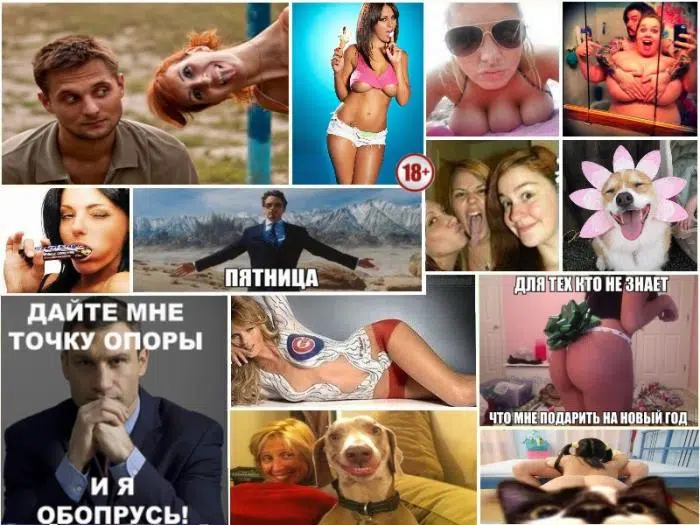 18+
ПЯТНИЦА
ДАЙТЕ МНЕ
ТОЧКУ ОПОРЫ
И Я
ОБОПРУСЬ!
ДЛЯ ТЕХ КТО НЕ ЗНАЕТ
ЧТО МНЕ ПОДАРИТЬ НА НОВЫЙ ГОД